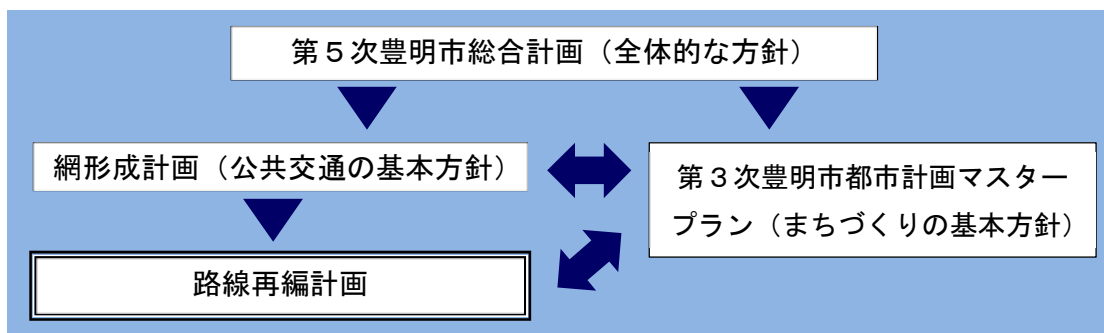 第５次豊明市総合計画（全体的な方針）
網形成計画（公共交通の基本方針）
第３次豊明市都市計画マスター
プラン（まちづくりの基本方針）
路線再編計画